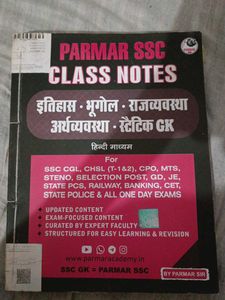 PARMAR SSC
CLASS NOTES
इतिहास · भूगोल · राजव्यवस्था
अर्थव्यवस्था · स्टैटिक GK
हिन्दी माध्यम
For
SSC CGL, CHSL (T-1&2), CPO, MTS,
STENO, SELECTION POST, GD, JE,
STATE PCS, RAILWAY, BANKING, CET,
STATE POLICE & ALL ONE DAY EXAMS
UPDATED CONTENT
EXAM-FOCUSED CONTENT
CURATED BY EXPERT FACULTY
STRUCTURED FOR EASY LEARNING & REVISION
www.parmaracademy.in
SSC GK = PARMAR SSC
BY PARMAR SIR